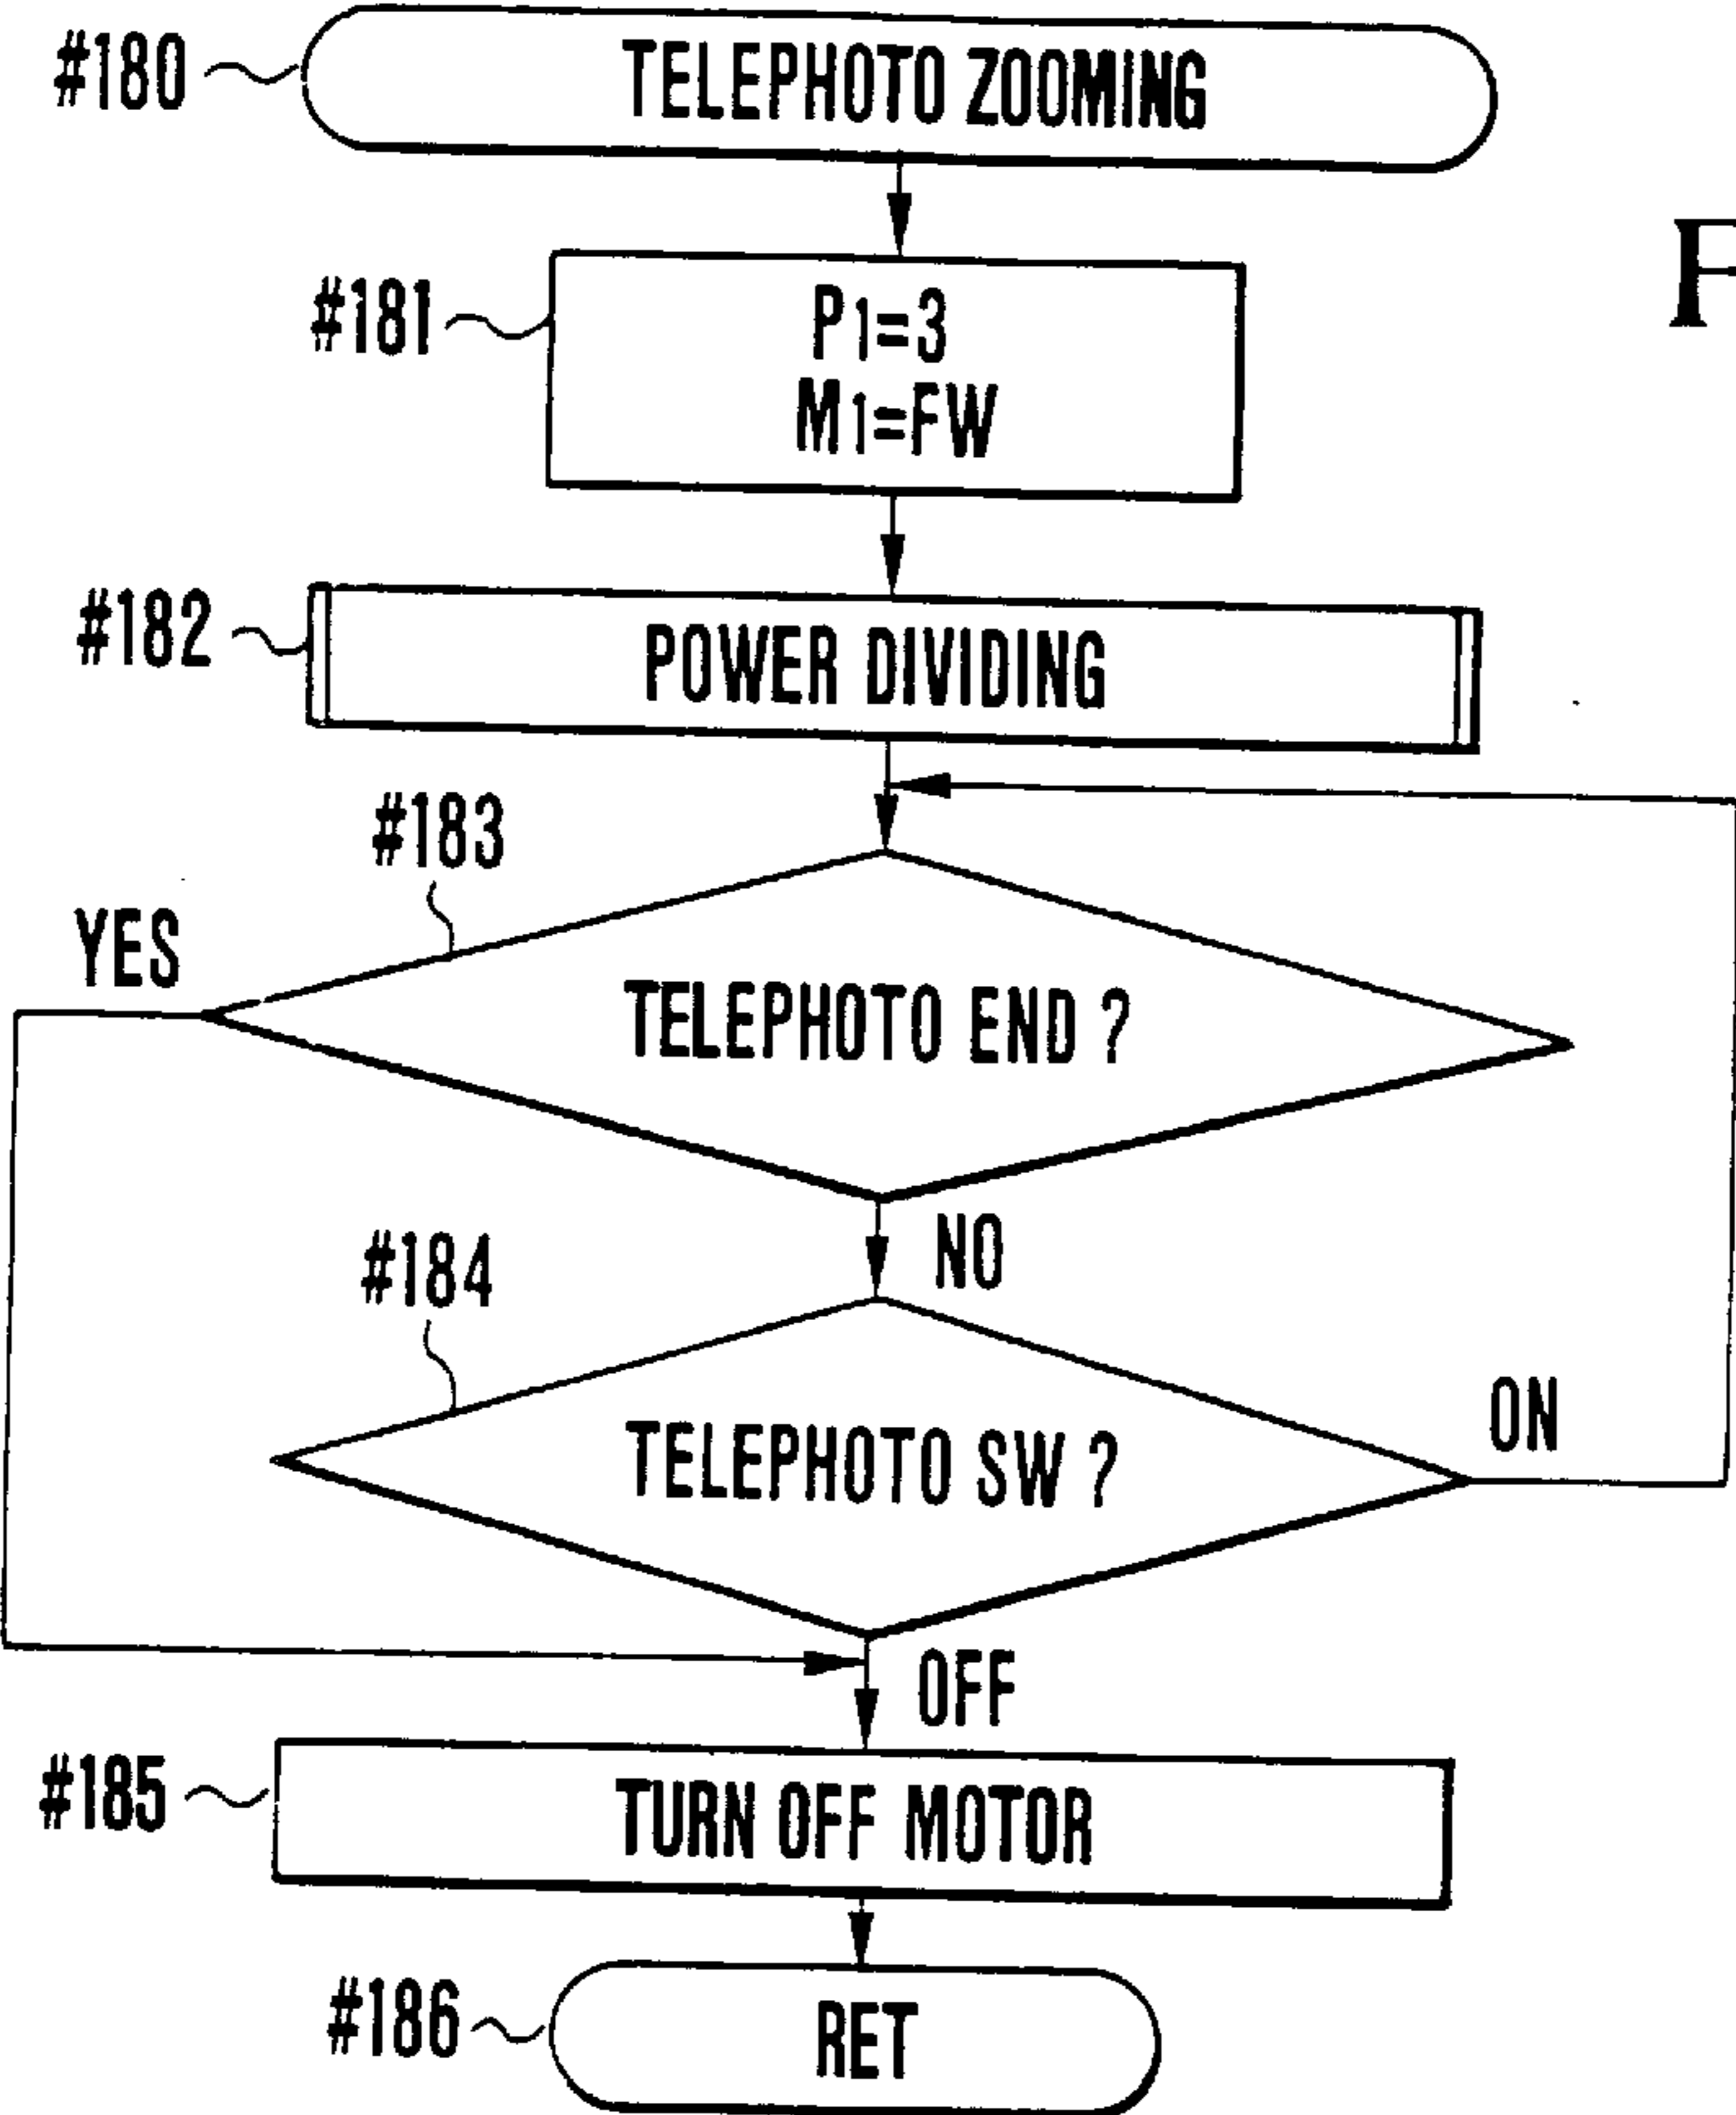 #180
TELEPHOTO ZOOMING
F
#181
P1=3
M1=FW
#182
POWER DIVIDING
#183
YES
TELEPHOTO END ?
NO
#184
TELEPHOTO SW ?
ON
OFF
#185
TURN OFF MOTOR
#186
RET